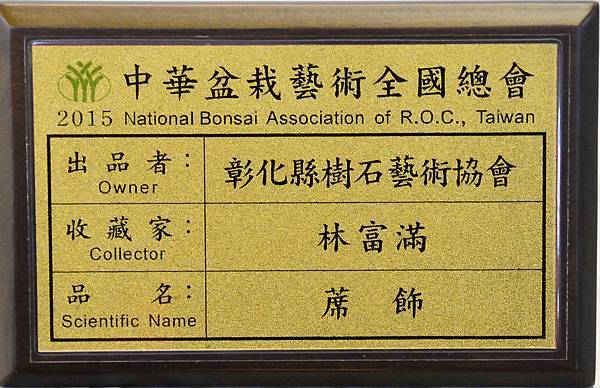 中華盆栽藝術全國總會
2015 National Bonsai Association of R.O.C., Taiwan
出品者：彰化縣樹石藝術協會
Owner
收藏家：林富滿
Collector
品名：蓆飾
Scientific Name